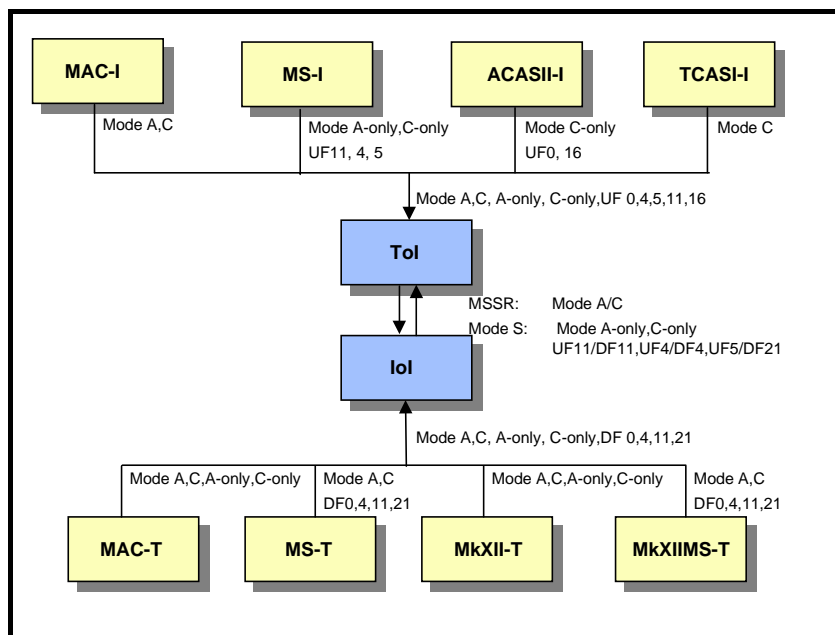 MAC-I
MS-I
ACASII-I
TCASI-I
Mode A,C
Mode A-only,C-only
UF11, 4, 5
Mode C-only
UF0, 16
Mode C
Mode A,C, A-only, C-only,UF 0,4,5,11,16
ToI
MSSR: Mode A/C
Mode S: Mode A-only,C-only
UF11/DF11,UF4/DF4,UF5/DF21
IoI
Mode A,C, A-only, C-only,DF 0,4,11,21
Mode A,C,A-only,C-only
Mode A,C
DF0,4,11,21
Mode A,C,A-only,C-only
Mode A,C
DF0,4,11,21
MAC-T
MS-T
MkXII-T
MkXIIMS-T